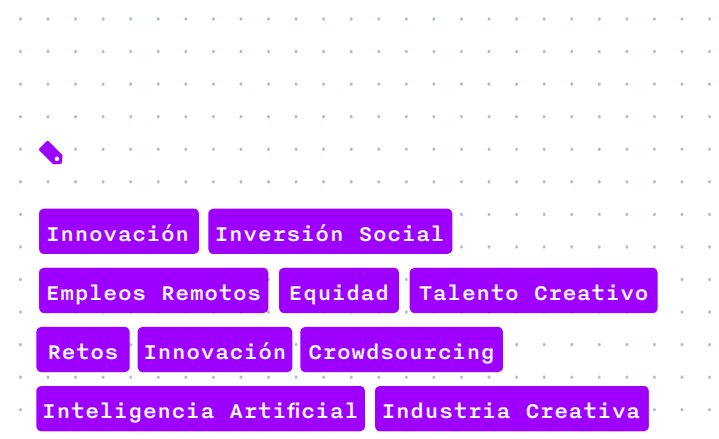 Innovación Inversión Social
Empleos Remotos Equidad Talento Creativo
Retos Innovación Crowdsourcing
Inteligencia Artificial Industria Creativa